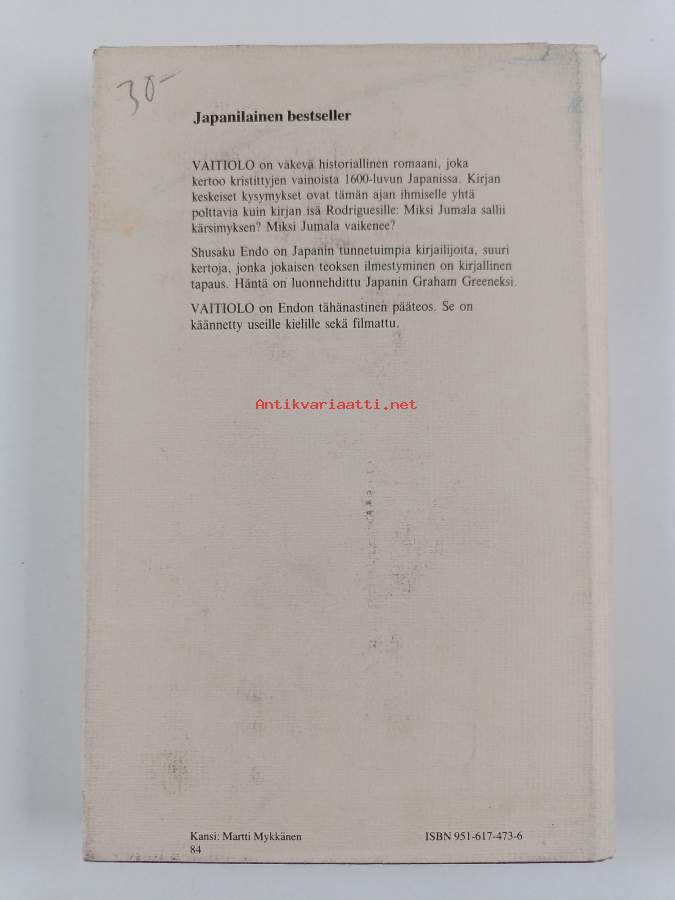 30-
Japanilainen bestseller
VAITIOLO on väkevä historiallinen romaani, joka
kertoo kristittyjen vainoista 1600-luvun Japanissa. Kirjan
keskeiset kysymykset ovat tämän ajan ihmiselle yhtä
polttavia kuin kirjan isä Rodriguesille: Miksi Jumala sallii
kärsimyksen? Miksi Jumala vaikenee?
Shusaku Endo on Japanin tunnetuimpia kirjailijoita, suuri
kertoja, jonka jokaisen teoksen ilmestyminen on kirjallinen
tapaus. Häntä on luonnehdittu Japanin Graham Greeneksi.
VAITIOLO on Endon tähänastinen pääteos. Se on
käännetty useille kielille sekä filmattu.
Antikvariaatti.net
Kansi: Martti Mykkänen
84
ISBN 951-617-473-6